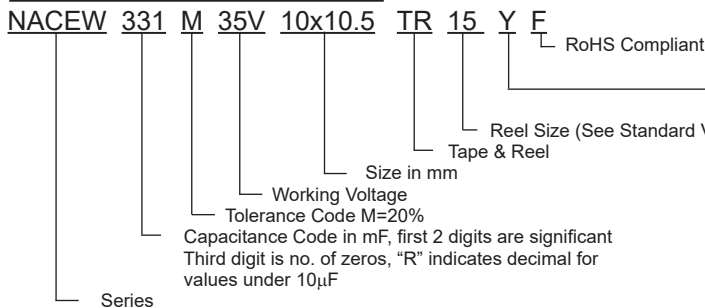 NACEW 331 M 35V 10x10.5 TR 15 Y F
RoHS Compliant
Reel Size (See Standard
Tape & Reel
Size in mm
Working Voltage
Tolerance Code M=20%
Capacitance Code in mF, first 2 digits are significant
Third digit is no. of zeros, “R” indicates decimal for
values under 10μF
Series